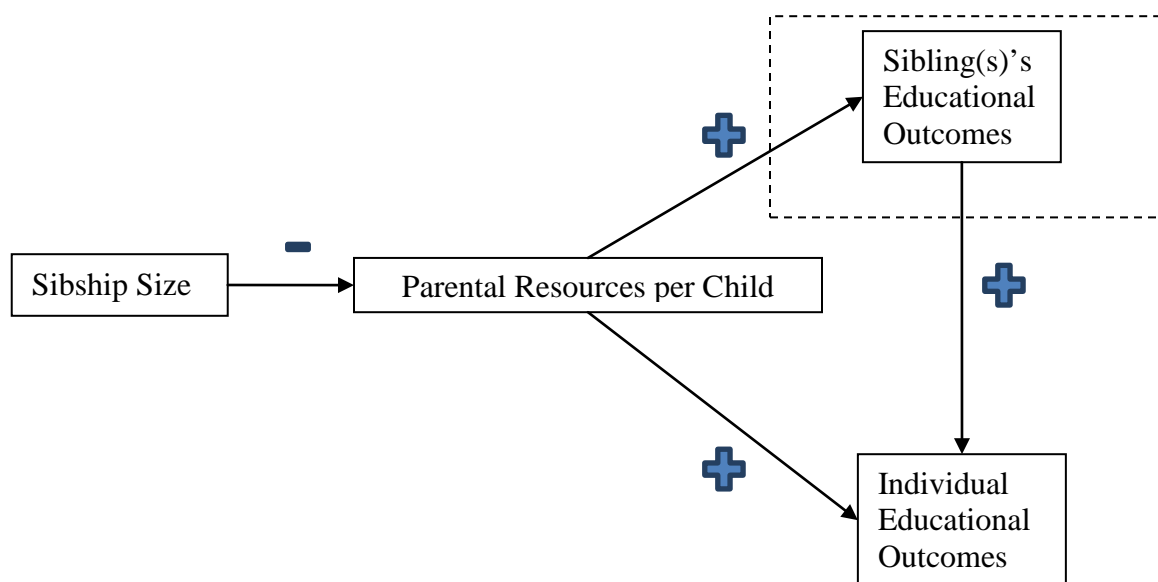 Sibling(s)'s
Educational
Outcomes
Sibship Size
Parental Resources per Child
Individual
Educational
Outcomes